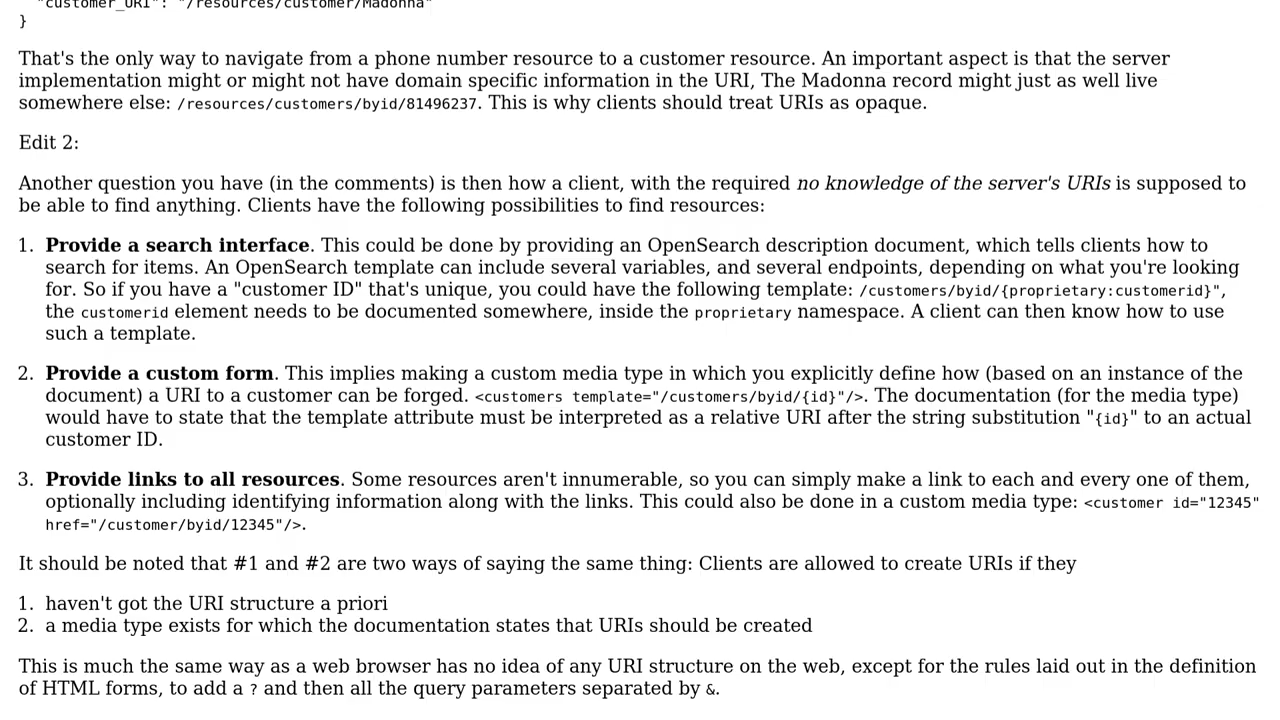 "customer_URI": "/resources/customer/Madonna"
}
That's the only way to navigate from a phone number resource to a customer resource. An important aspect is that the server
implementation might or might not have domain specific information in the URI, The Madonna record might just as well live
somewhere else: /resources/customers/byid/81496237. This is why clients should treat URIs as opaque.
Edit 2:
Another question you have (in the comments) is then how a client, with the required no knowledge of the server's URIs is supposed to
be able to find anything. Clients have the following possibilities to find resources:
1. Provide a search interface. This could be done by providing an OpenSearch description document, which tells clients how to
search for items. An OpenSearch template can include several variables, and several endpoints, depending on what you're looking
for. So if you have a "customer ID" that's unique, you could have the following template: /customers/byid/{proprietary:customerid}",
the customerid element needs to be documented somewhere, inside the proprietary namespace. A client can then know how to use
such a template.
2. Provide a custom form. This implies making a custom media type in which you explicitly define how (based on an instance of the
document) a URI to a customer can be forged. <customers template="/customers/byid/{id}"/>. The documentation (for the media type)
would have to state that the template attribute must be interpreted as a relative URI after the string substitution "{id}" to an actual
customer ID.
3. Provide links to all resources. Some resources aren't innumerable, so you can simply make a link to each and every one of them,
optionally including identifying information along with the links. This could also be done in a custom media type: <customer id="12345"
href="/customer/byid/12345"/>.
It should be noted that #1 and #2 are two ways of saying the same thing: Clients are allowed to create URIs if they
1. haven't got the URI structure a priori
2. a media type exists for which the documentation states that URIs should be created
This is much the same way as a web browser has no idea of any URI structure on the web, except for the rules laid out in the definition
of HTML forms, to add a ? and then all the query parameters separated by &.